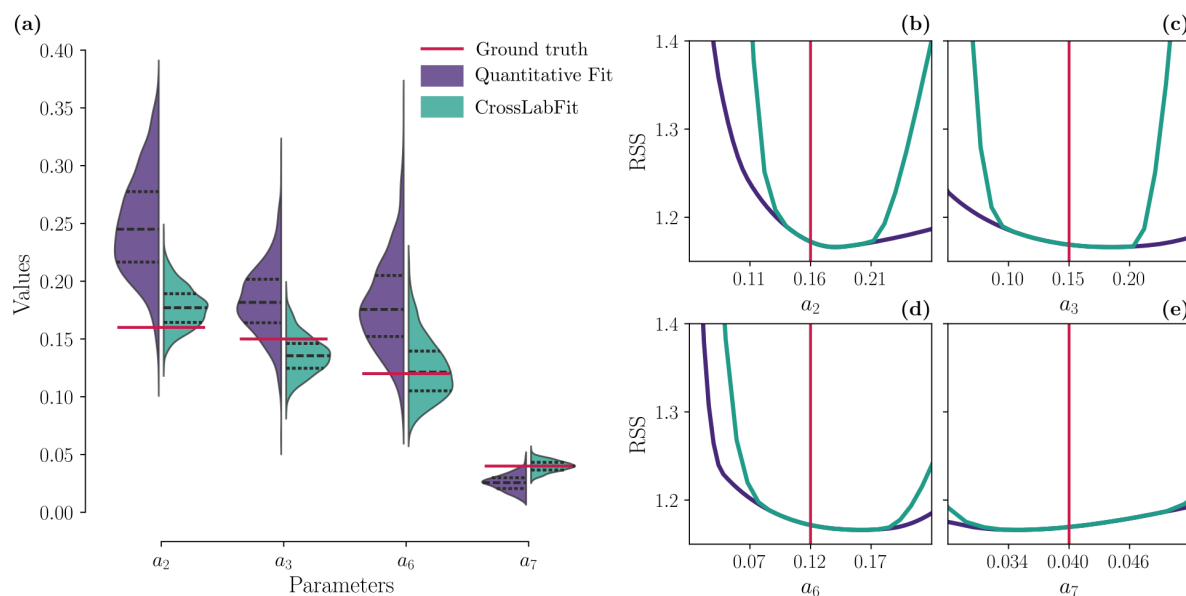 (a)
Values
0.40
0.35
0.30
0.25
0.20
0.15
0.10
0.05
0.00
Ground truth
Quantitative Fit
CrossLabFit
a2
a3
a6
a7
Parameters
(b)
RSS
1.4
1.3
1.2
0.11
0.16
0.21
a2
(c)
0.10
0.15
0.20
a3
(d)
RSS
1.4
1.3
1.2
0.07
0.12
0.17
a6
(e)
0.034
0.040
0.046
a7